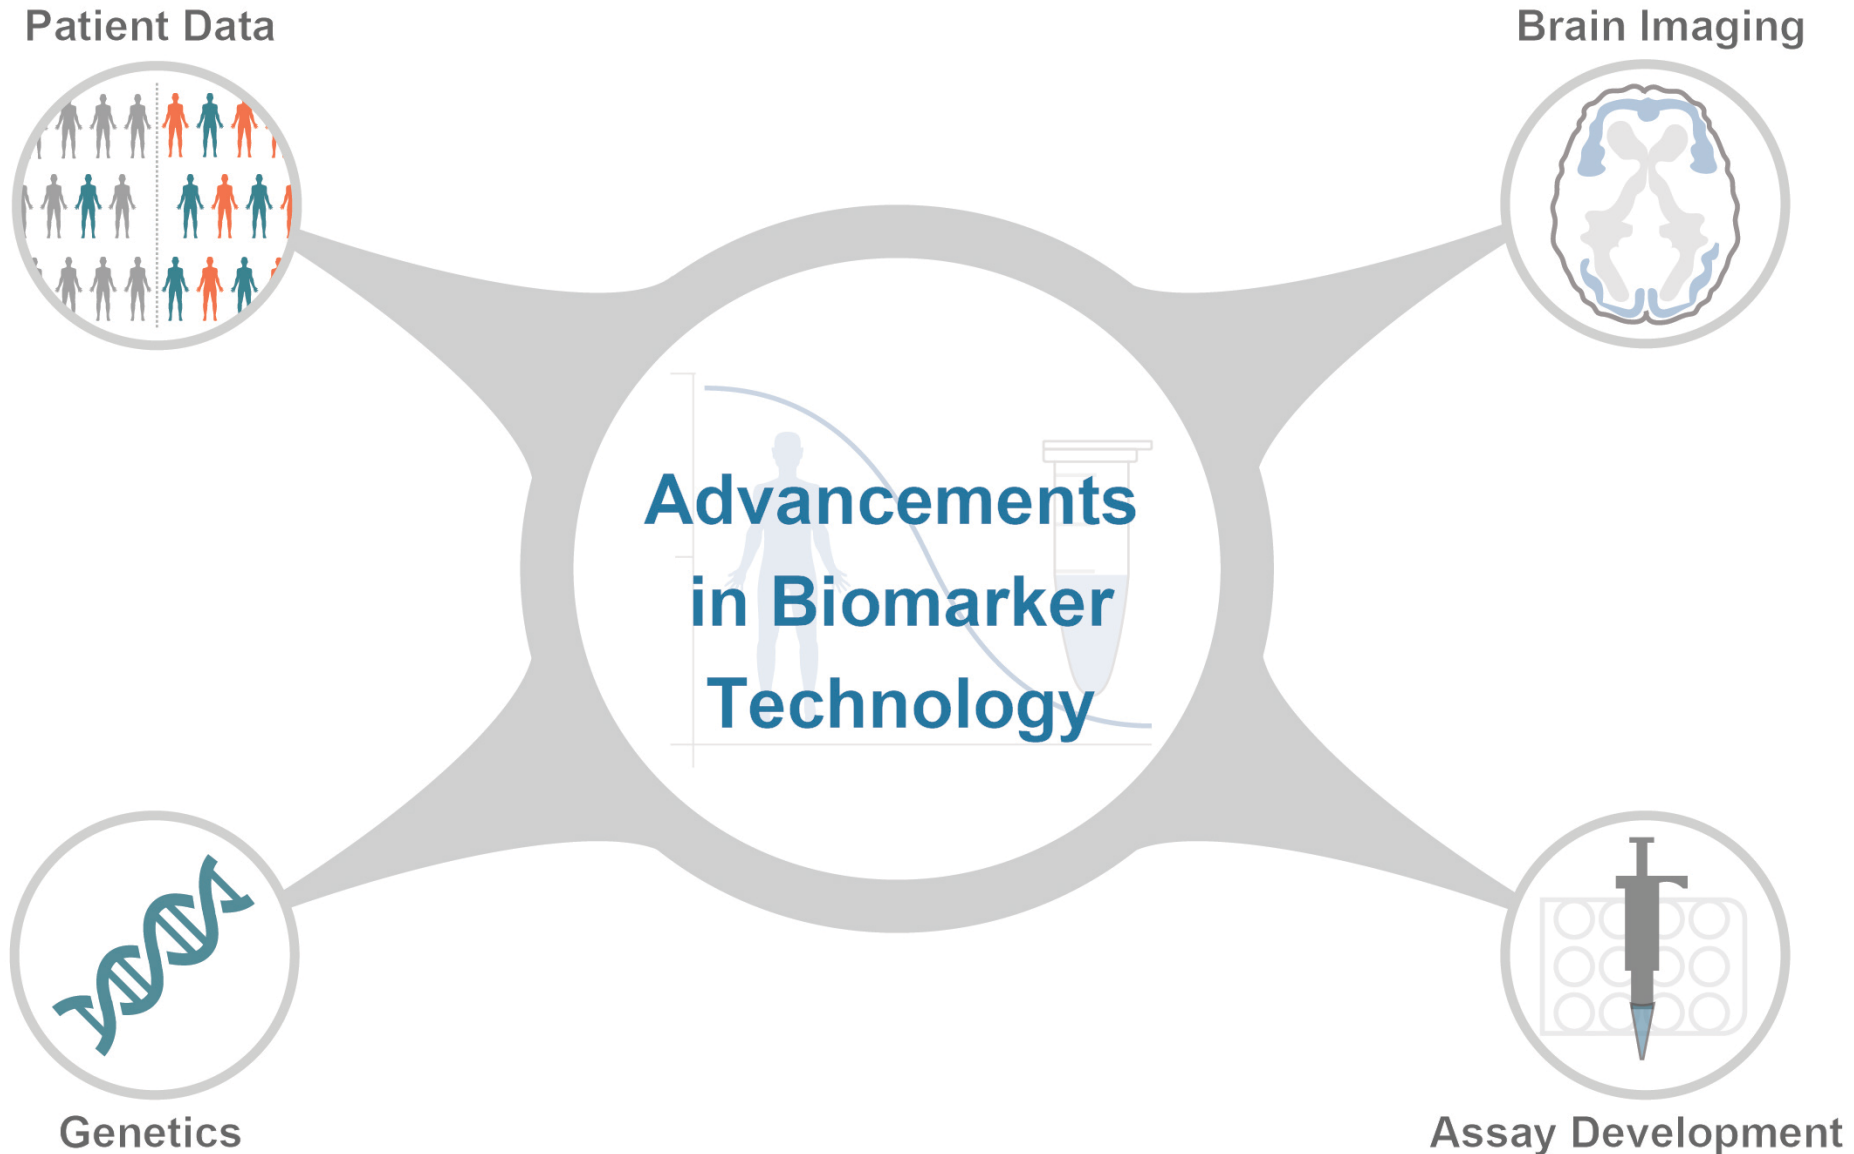 Patient Data
Brain Imaging
Advancements
in Biomarker
Technology
Genetics
Assay Development